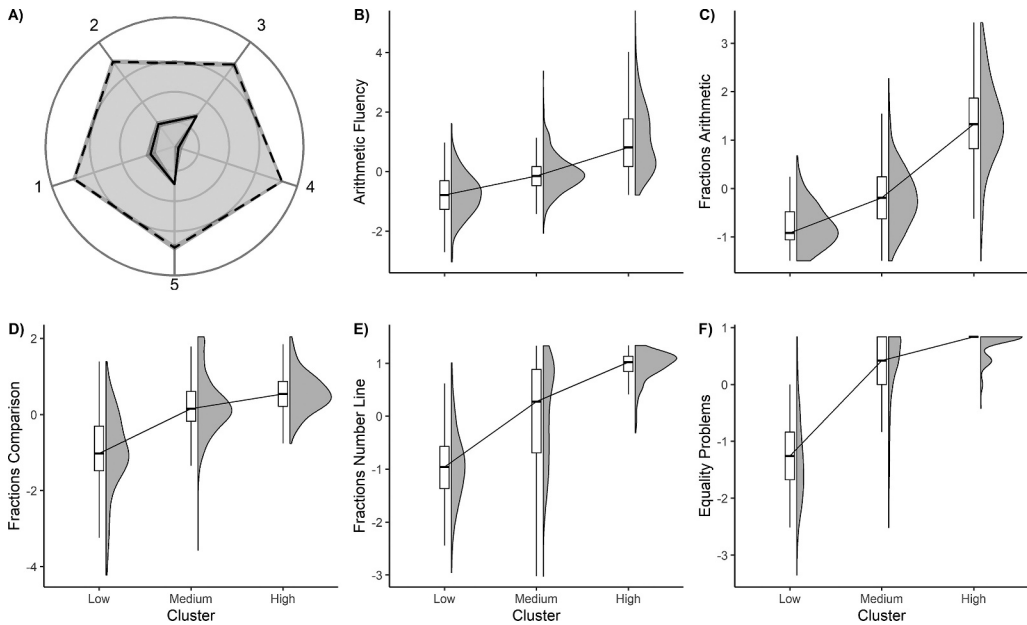 A)
2
3
1
4
5
B)
Arithmetic Fluency
4
2
0
-2
C)
Fractions Arithmetic
3
2
1
0
-1
D)
Fractions Comparison
2
0
-2
-4
Low Medium High
Cluster
E)
Fractions Number Line
1
0
-1
-2
-3
Low Medium High
Cluster
F)
Equality Problems
1
0
-1
-2
-3
Low Medium High
Cluster